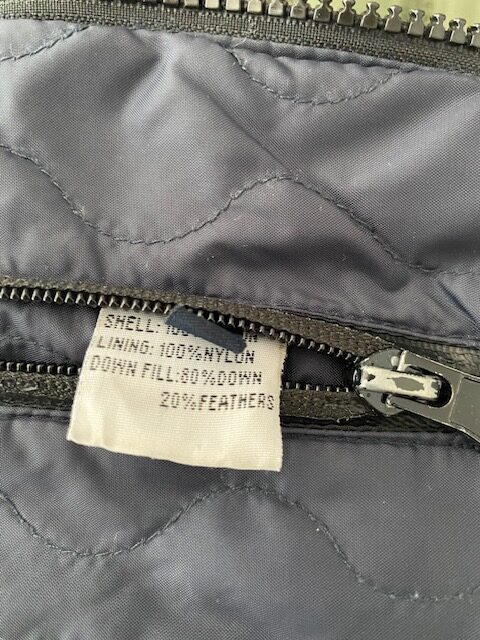 SHELL:
LINING: 100%NYLON
DOWN FILL:80%DOWN
20%FEATHERS